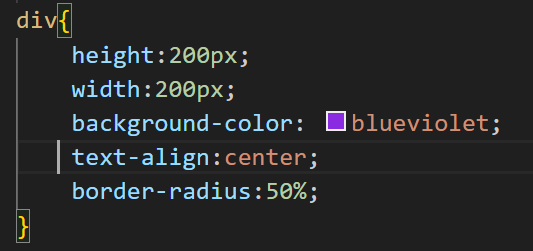 div{
height:200px;
width:200px;
background-color: blueviolet;
text-align:center;
border-radius:50%;
}